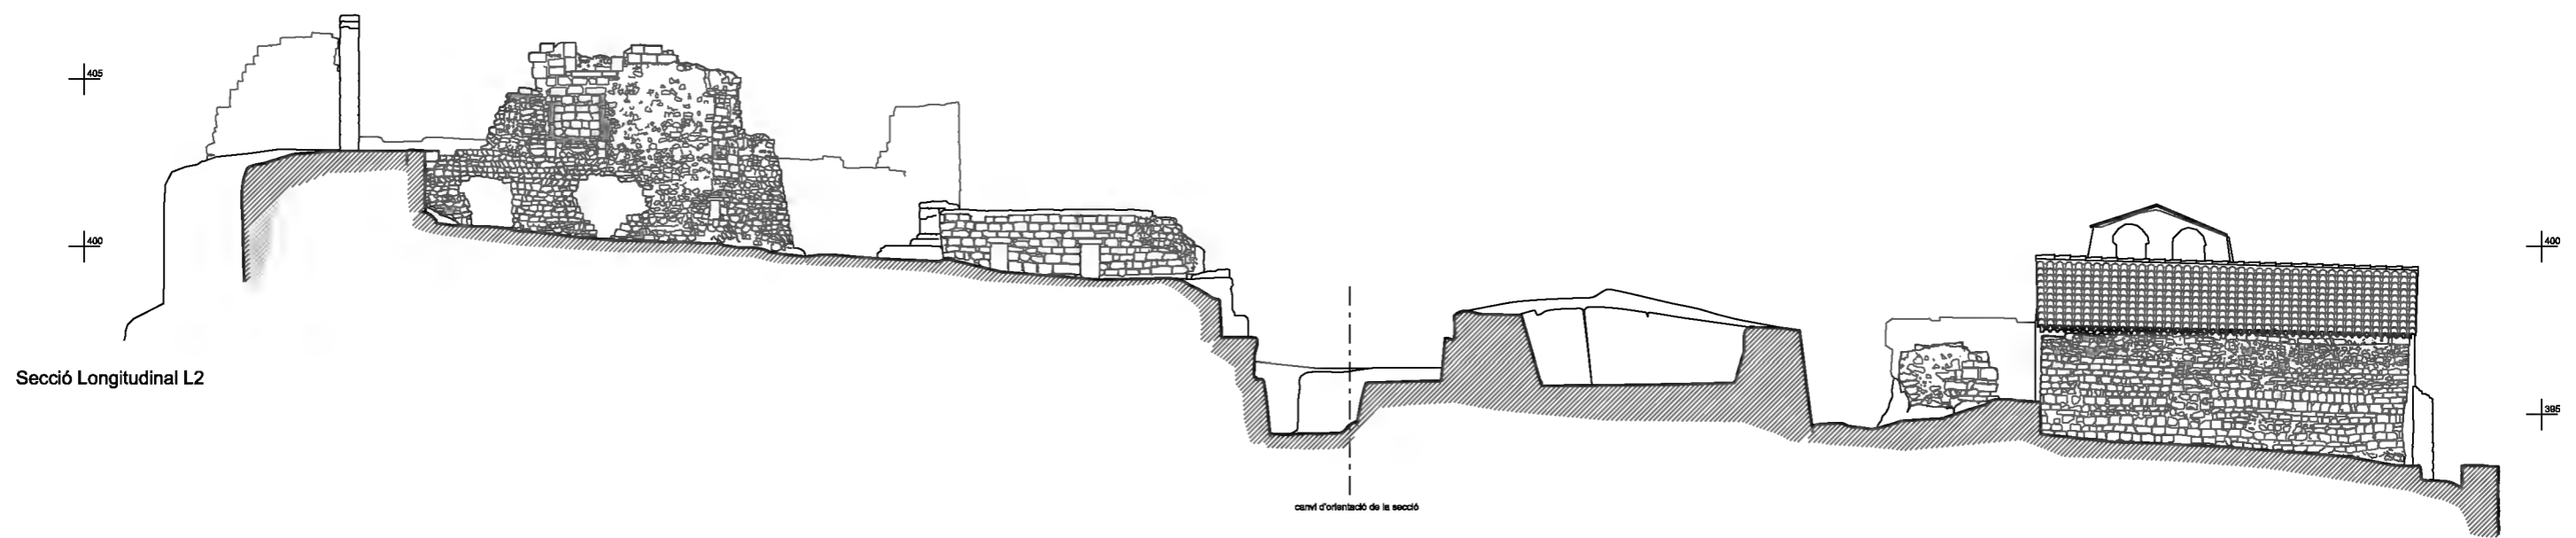 405
400
400
Secció Longitudinal L2
395
canvi d'orientació de la secció